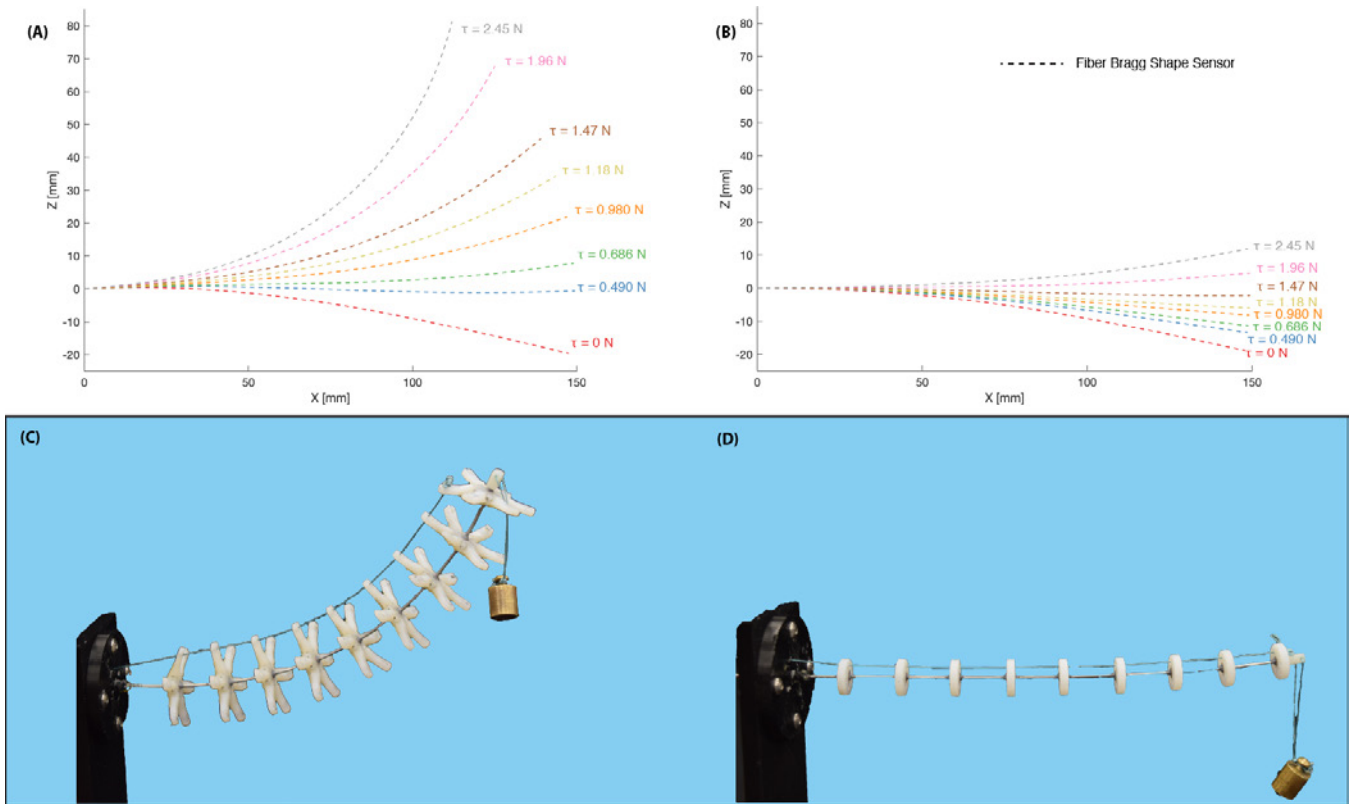 (A)
80
70
60
50
40
30
20
10
0
-10
-20
Z [mm]
0
50
100
150
X [mm]
τ = 2.45 N
τ = 1.96 N
τ = 1.47 N
τ = 1.18 N
τ = 0.980 N
τ = 0.686 N
τ = 0.490 N
τ = 0 N
(B)
80
70
60
50
40
30
20
10
0
-10
-20
Z [mm]
0
50
100
150
X [mm]
Fiber Bragg Shape Sensor
τ = 2.45 N
τ = 1.96 N
τ = 1.47 N
τ = 1.18 N
τ = 0.980 N
τ = 0.686 N
τ = 0.490 N
τ = 0 N
(C)
(D)